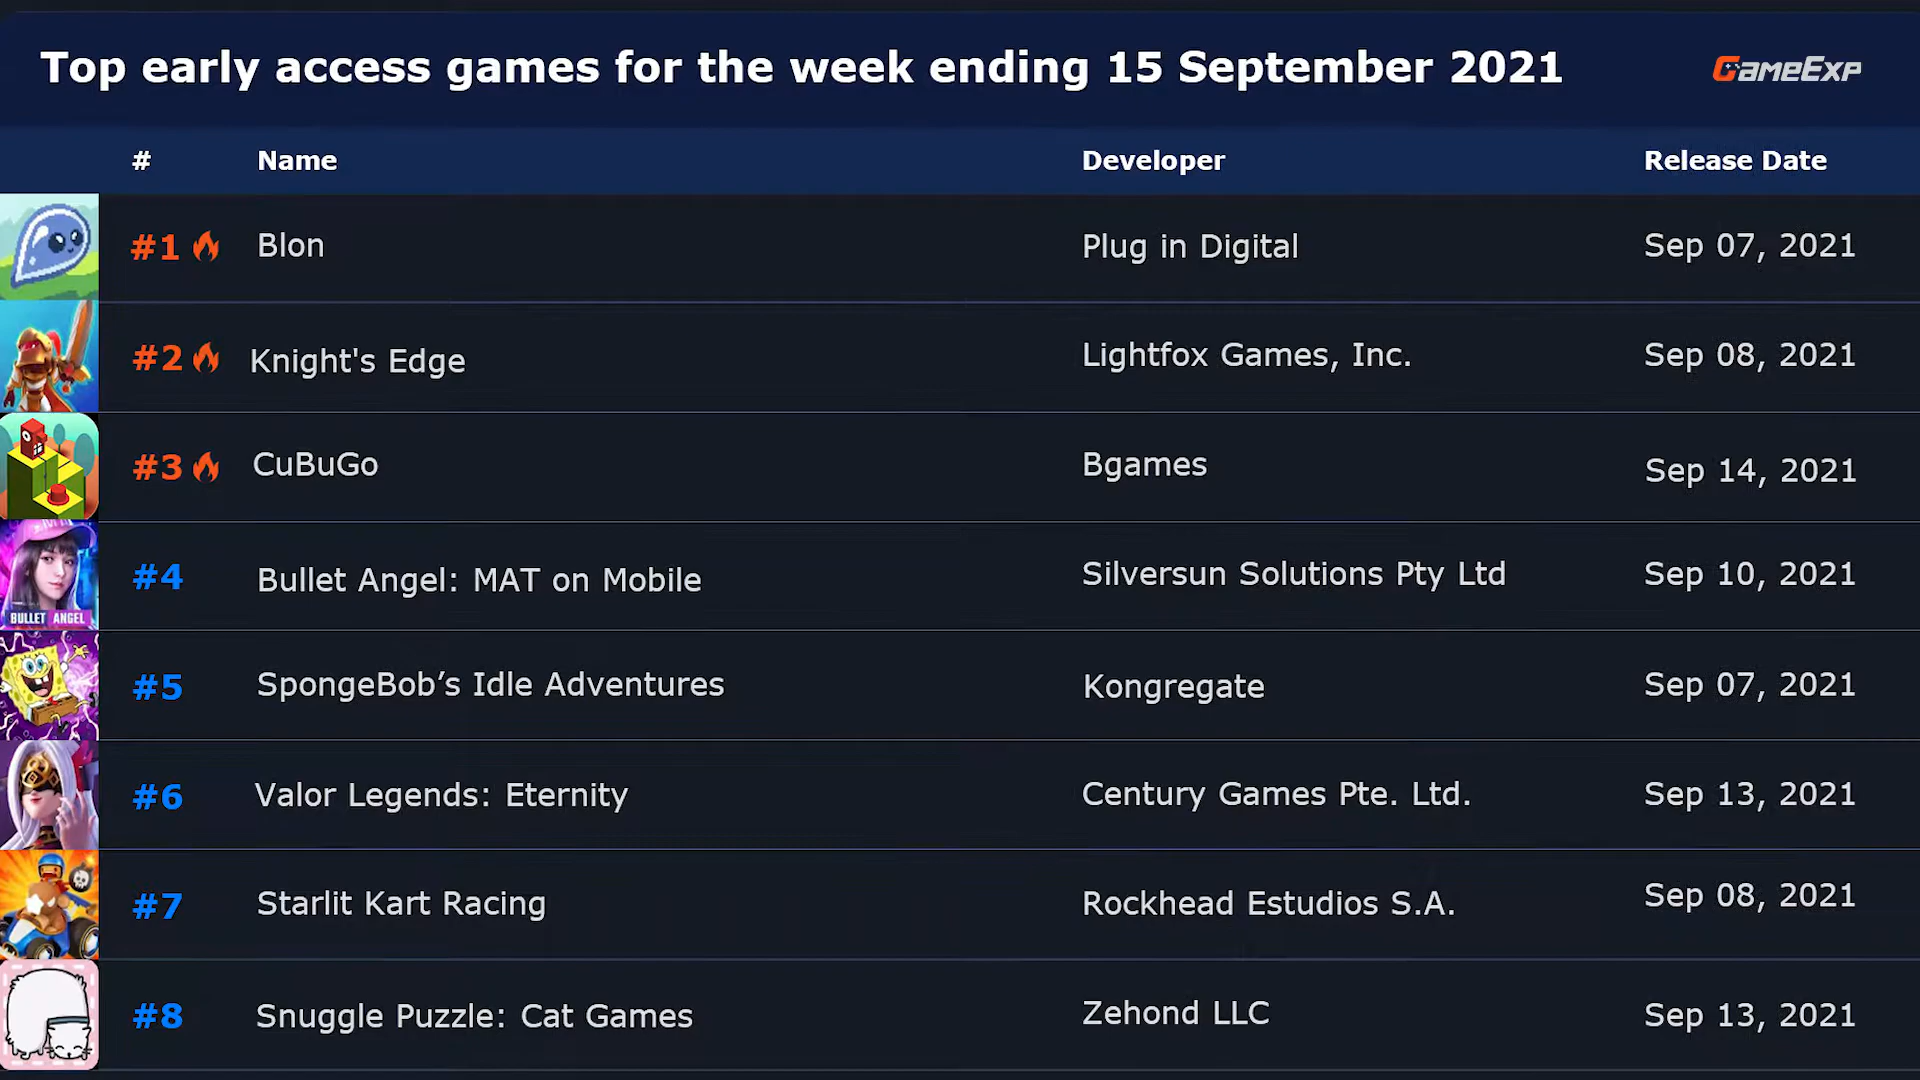 Top early access games for the week ending 15 September 2021
GameExp
# Name Developer Release Date
#1 Blon Plug in Digital Sep 07, 2021
#2 Knight's Edge Lightfox Games, Inc. Sep 08, 2021
#3 CuBuGo Bgames Sep 14, 2021
#4 Bullet Angel: MAT on Mobile Silversun Solutions Pty Ltd Sep 10, 2021
BULLET ANGEL
#5 SpongeBob’s Idle Adventures Kongregate Sep 07, 2021
#6 Valor Legends: Eternity Century Games Pte. Ltd. Sep 13, 2021
#7 Starlit Kart Racing Rockhead Estudios S.A. Sep 08, 2021
#8 Snuggle Puzzle: Cat Games Zehond LLC Sep 13, 2021